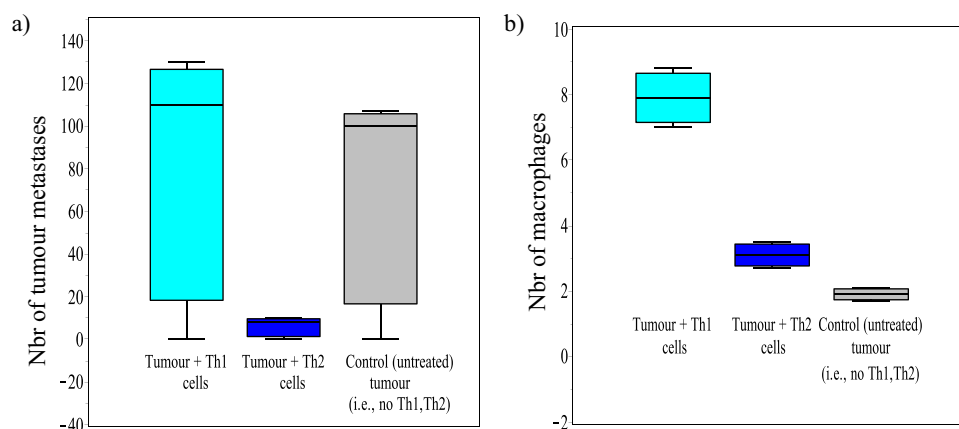 a)
Nbr of tumour metastases
140
120
100
80
60
40
20
0
−20
−40
Tumour + Th1
cells
Tumour + Th2
cells
Control (untreated)
tumour
(i.e., no Th1,Th2)
b)
Nbr of macrophages
10
8
6
4
2
0
−2
Tumour + Th1
cells
Tumour + Th2
cells
Control (untreated)
tumour
(i.e., no Th1,Th2)